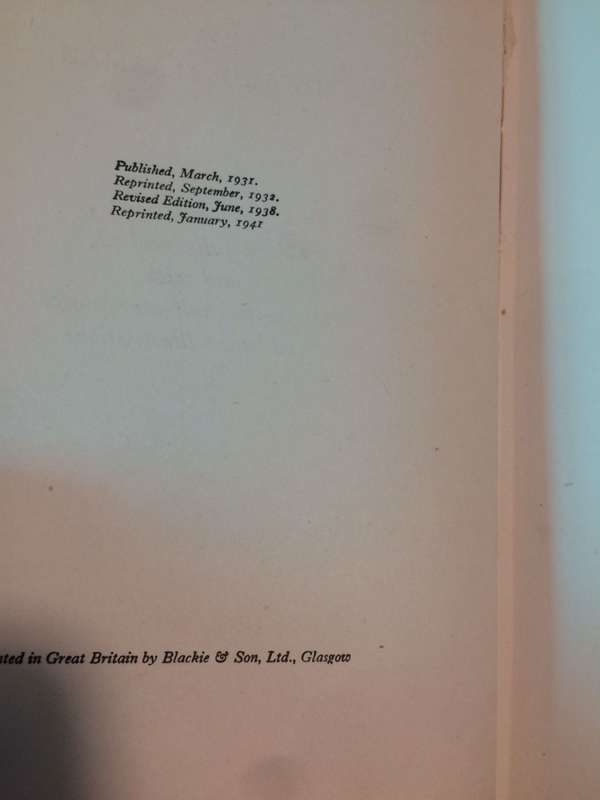 Published, March, 1931.
Reprinted, September, 1932.
Revised Edition, June, 1938.
Reprinted, January, 1941
in Great Britain by Blackie & Son, Ltd., Glasgow